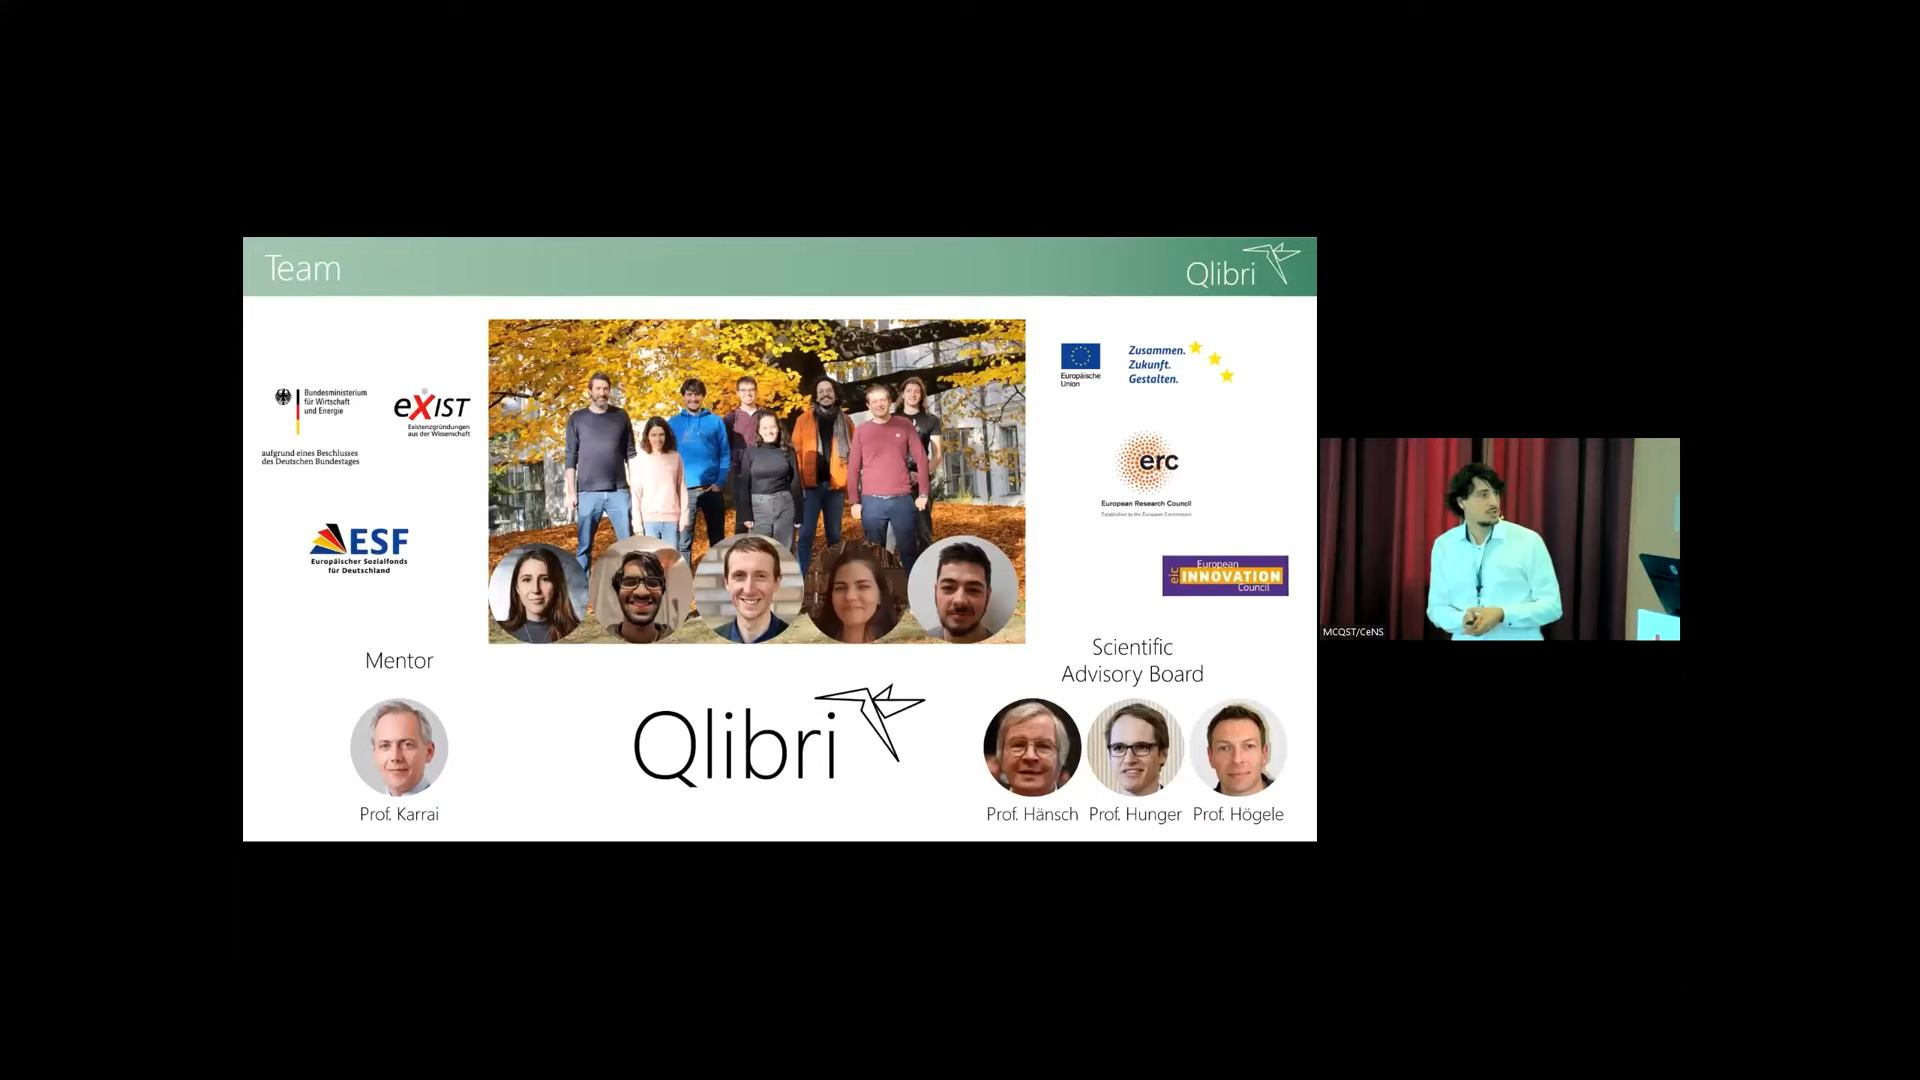 Team
Qlibri
Bundesministerium
für Wirtschaft
und Energie
aufgrund eines Beschlusses
des Deutschen Bundestages
eXIST
Existenzgründungen
aus der Wissenschaft
ESF
Europäischer Sozialfonds
für Deutschland
Europäische
Union
Zusammen.
Zukunft.
Gestalten.
erc
European Research Council
Established by the European Commission
eic
European
INNOVATION
Council
Mentor
Prof. Karrai
Qlibri
Scientific
Advisory Board
Prof. Hänsch Prof. Hunger Prof. Högele
MCQST/CeNS